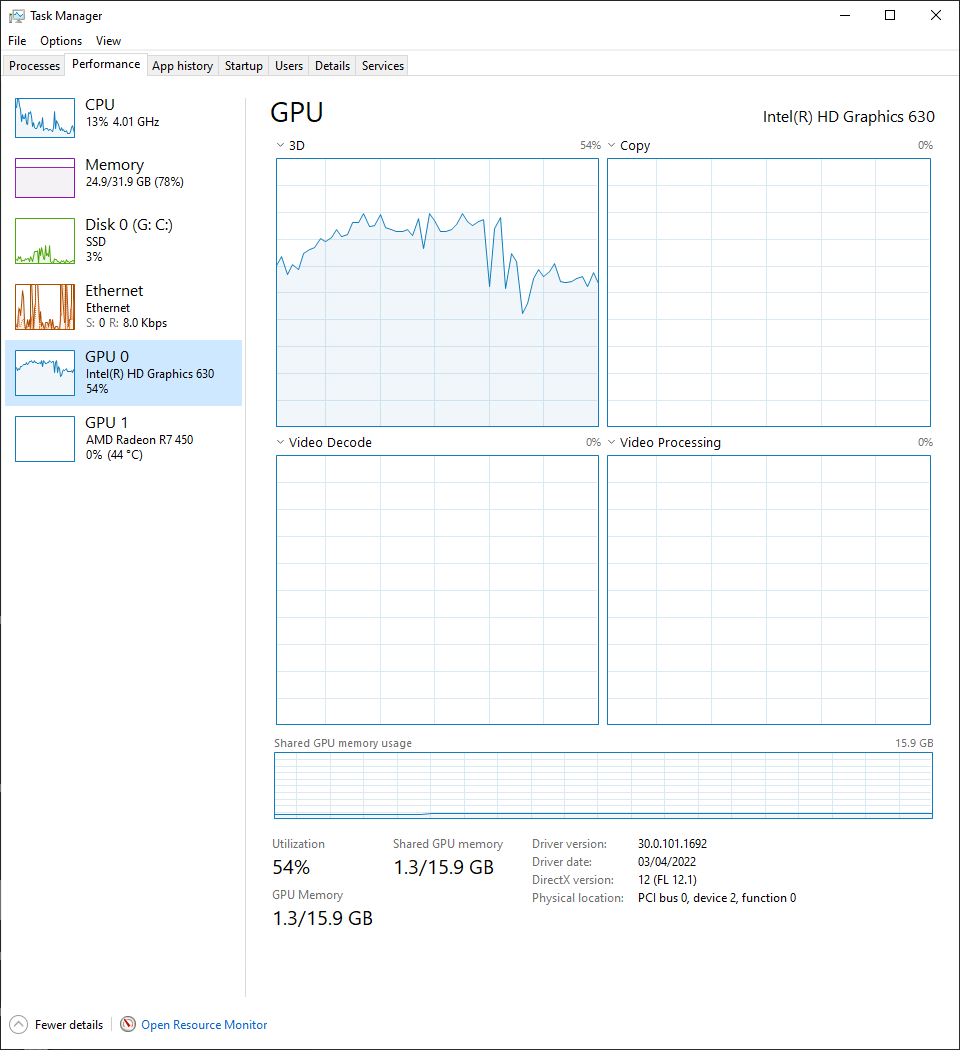 Task Manager
File Options View
Processes Performance App history Startup Users Details Services
CPU
13% 4.01 GHz
Memory
24.9/31.9 GB (78%)
Disk 0 (G: C:)
SSD
3%
Ethernet
Ethernet
S: 0 R: 8.0 Kbps
GPU 0
Intel(R) HD Graphics 630
54%
GPU 1
AMD Radeon R7 450
0% (44 °C)
GPU
Intel(R) HD Graphics 630
3D 54%
Copy 0%
Video Decode 0%
Video Processing 0%
Shared GPU memory usage 15.9 GB
Utilization
54%
Shared GPU memory
1.3/15.9 GB
GPU Memory
1.3/15.9 GB
Driver version: 30.0.101.1692
Driver date: 03/04/2022
DirectX version: 12 (FL 12.1)
Physical location: PCI bus 0, device 2, function 0
Fewer details
Open Resource Monitor